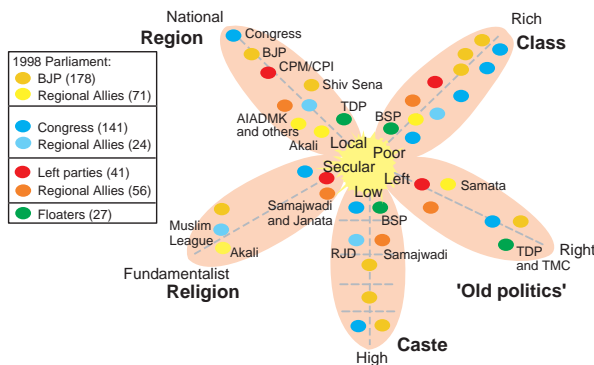 1998 Parliament:
BJP (178)
Regional Allies (71)
Congress (141)
Regional Allies (24)
Left parties (41)
Regional Allies (56)
Floaters (27)
National
Region
Congress
BJP
CPM/CPI
Shiv Sena
TDP
AIADMK
and others
Akali
Local
Rich
Class
BSP
Poor
Secular
Left
Low
Samajwadi
and Janata
Muslim
League
Akali
Fundamentalist
Religion
BSP
RJD
Samajwadi
High
Caste
Samata
Right
TDP
and TMC
'Old politics'